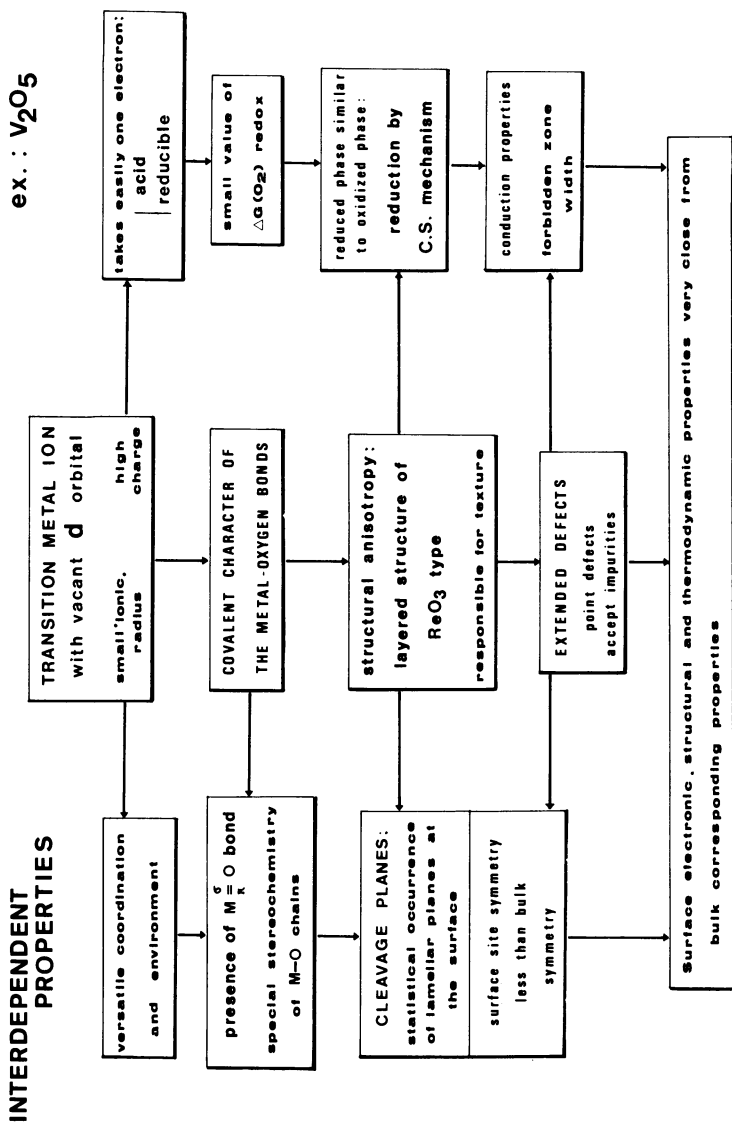 INTERDEPENDENT
PROPERTIES
ex. : V2O5
TRANSITION METAL ION
with vacant d orbital
small ionic. high
radius charge
versatile coordination
and environment
takes easily one electron:
acid
reducible
COVALENT CHARACTER OF
THE METAL-OXYGEN BONDS
presence of M≡O bond
σ
π
special stereochemistry
of M–O chains
small value of
△G(O2) redox
structural anisotropy:
layered structure of
ReO3 type
responsible for texture
CLEAVAGE PLANES:
statistical occurrence
of lamellar planes at
the surface
surface site symmetry
less than bulk
symmetry
reduced phase similar
to oxidized phase:
reduction by
C.S. mechanism
EXTENDED DEFECTS
point defects
accept impurities
conduction properties
forbidden zone
width
Surface electronic, structural and thermodynamic properties very close from
bulk corresponding properties